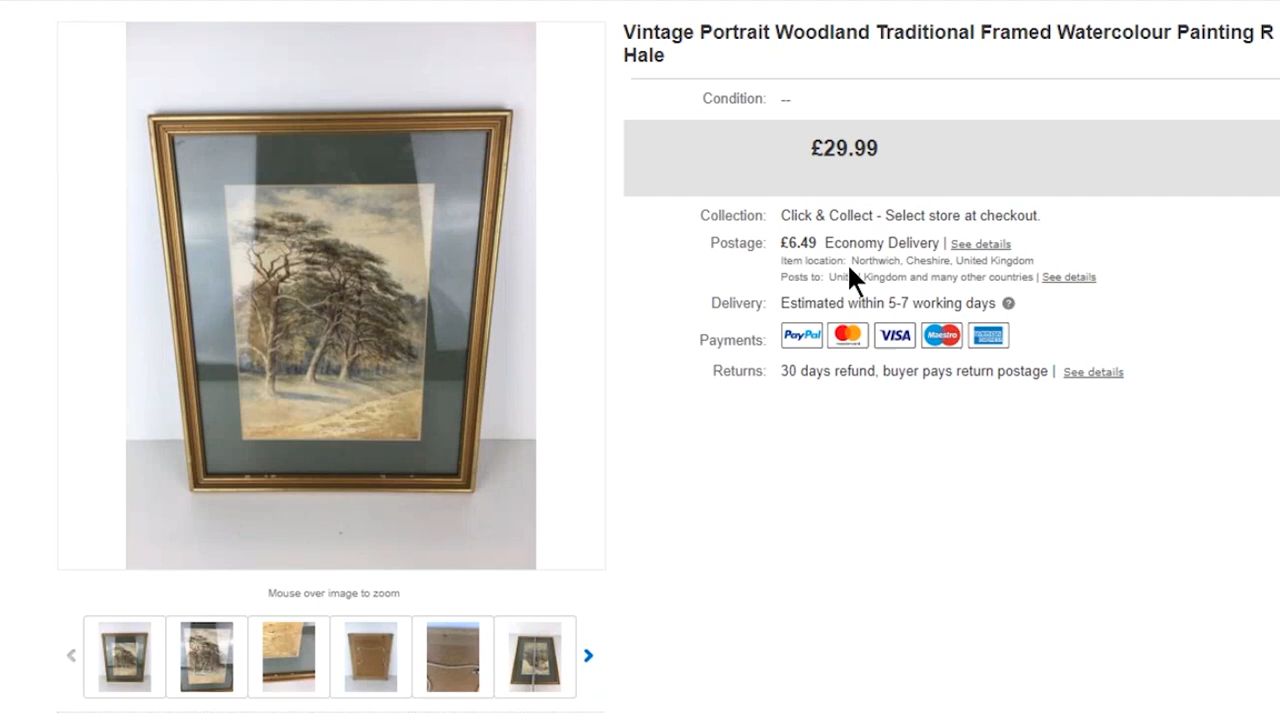 Vintage Portrait Woodland Traditional Framed Watercolour Painting R
Hale
Condition: --
£29.99
Collection: Click & Collect - Select store at checkout.
Postage: £6.49 Economy Delivery | See details
Item location: Northwich, Cheshire, United Kingdom
Posts to: Kingdom and many other countries | See details
Delivery: Estimated within 5-7 working days ?
Payments: PayPal mastercard VISA Maestro AMERICAN EXPRESS
Returns: 30 days refund, buyer pays return postage | See details
Mouse over image to zoom